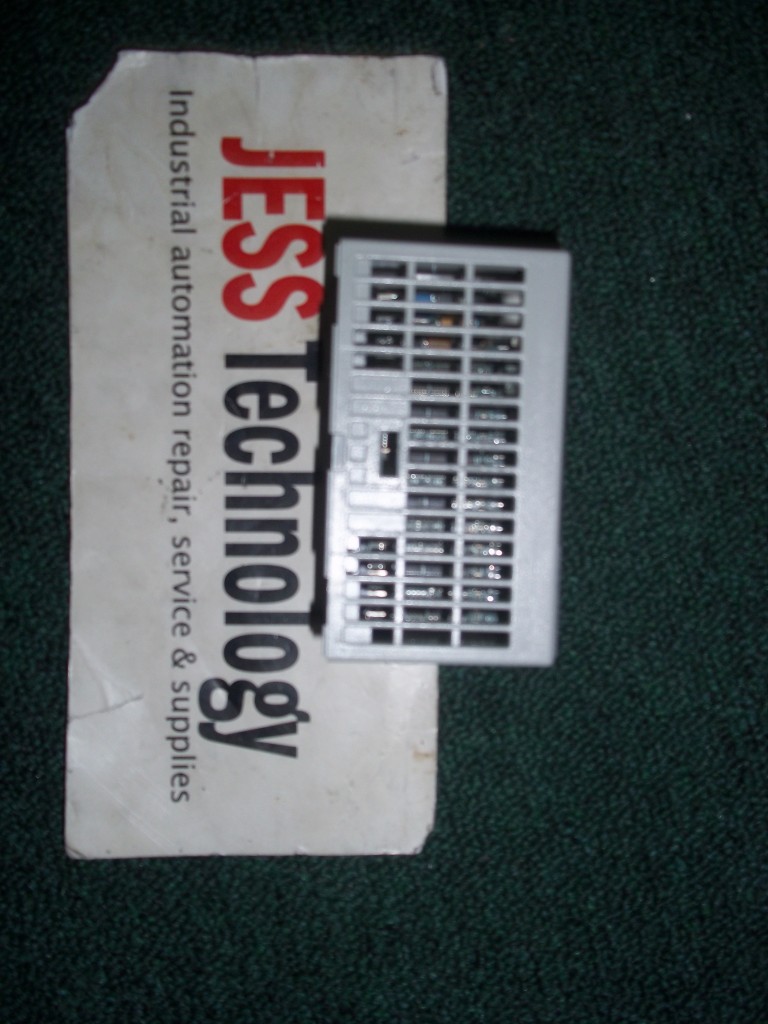 JESS Technology
Industrial automation repair, service & supplies